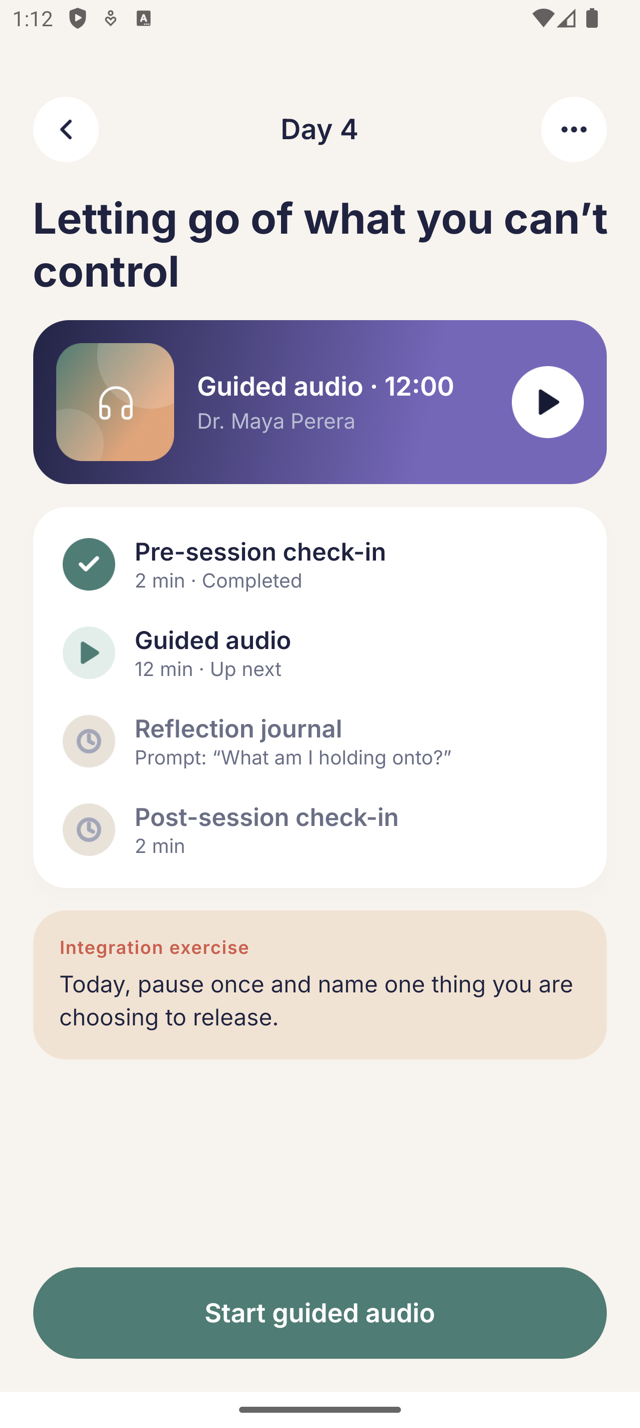 1:12
A
Day 4
Letting go of what you can’t
control
Guided audio · 12:00
Dr. Maya Perera
Pre-session check-in
2 min · Completed
Guided audio
12 min · Up next
Reflection journal
Prompt: “What am I holding onto?”
Post-session check-in
2 min
Integration exercise
Today, pause once and name one thing you are
choosing to release.
Start guided audio